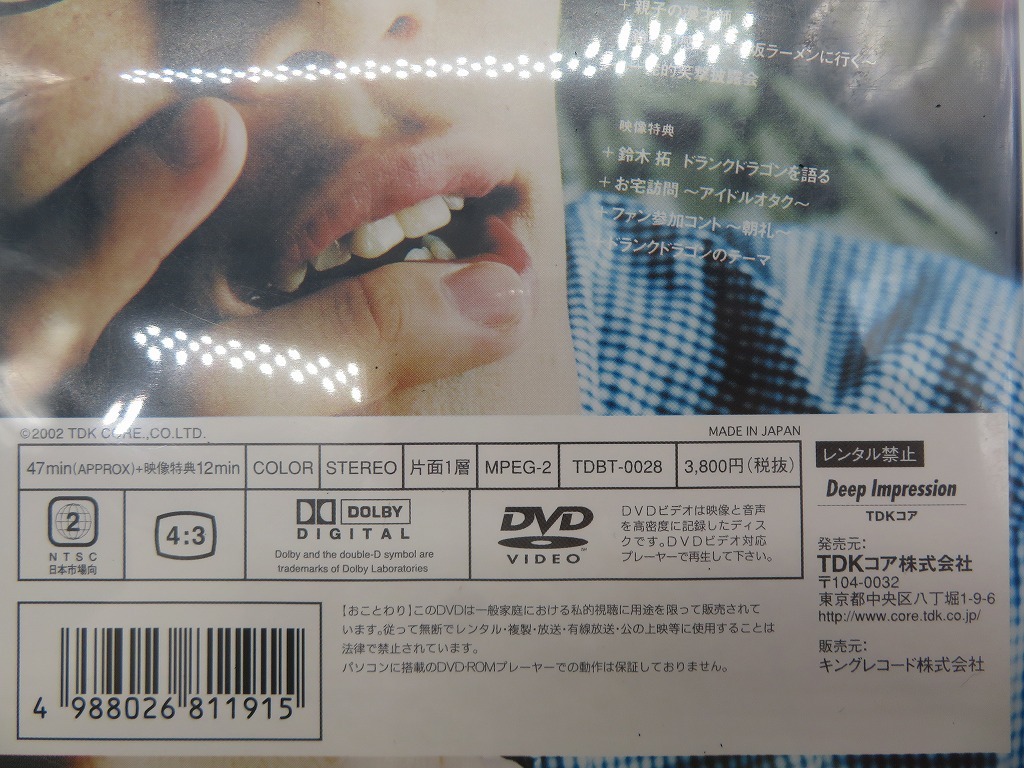 + 親子の漫才師
阪ラーメンに行く～
映像特典
+ 鈴木 拓 ドランクドラゴンを語る
+ お宅訪問 ～アイドルオタク～
+ ファン参加コント ～朝礼～
+ ドランクドラゴンのテーマ
©2002 TDK CORE.,CO.LTD.
MADE IN JAPAN
47min(APPROX)+映像特典12min COLOR STEREO 片面1層 MPEG-2 TDBT-0028 3,800円(税抜)
2
NTSC
日本市場向
4:3
DOLBY
DIGITAL
Dolby and the double-D symbol are
trademarks of Dolby Laboratories
DVD
VIDEO
DVDビデオは映像と音声
を高密度に記録したディス
クです。DVDビデオ対応
プレーヤーで再生して下さい。
レンタル禁止
Deep Impression
TDKコア
発売元:
TDKコア株式会社
〒104-0032
東京都中央区八丁堀1-9-6
http://www.core.tdk.co.jp/
販売元:
キングレコード株式会社
【おことわり】このDVDは一般家庭における私的視聴に用途を限って販売されて
います。従って無断でレンタル・複製・放送・有線放送・公の上映等に使用することは
法律で禁止されています。
パソコンに搭載のDVD-ROMプレーヤーでの動作は保証しておりません。
4 988026 811915